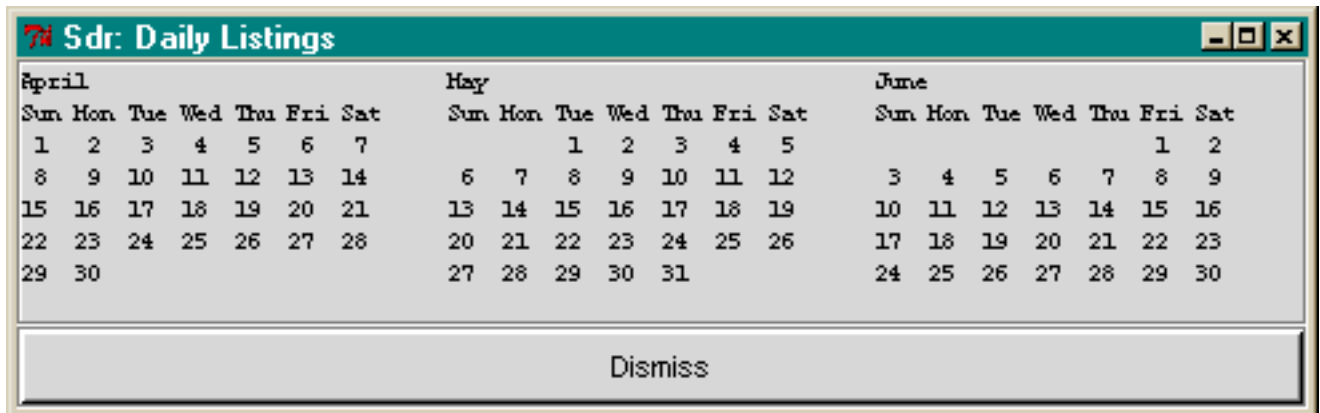 Sdr: Daily Listings
April May June
Sun Mon Tue Wed Thu Fri Sat Sun Mon Tue Wed Thu Fri Sat Sun Mon Tue Wed Thu Fri Sat
1 2 3 4 5 6 7 1 2 3 4 5 1 2
8 9 10 11 12 13 14 6 7 8 9 10 11 12 3 4 5 6 7 8 9
15 16 17 18 19 20 21 13 14 15 16 17 18 19 10 11 12 13 14 15 16
22 23 24 25 26 27 28 20 21 22 23 24 25 26 17 18 19 20 21 22 23
29 30 27 28 29 30 31 24 25 26 27 28 29 30
Dismiss